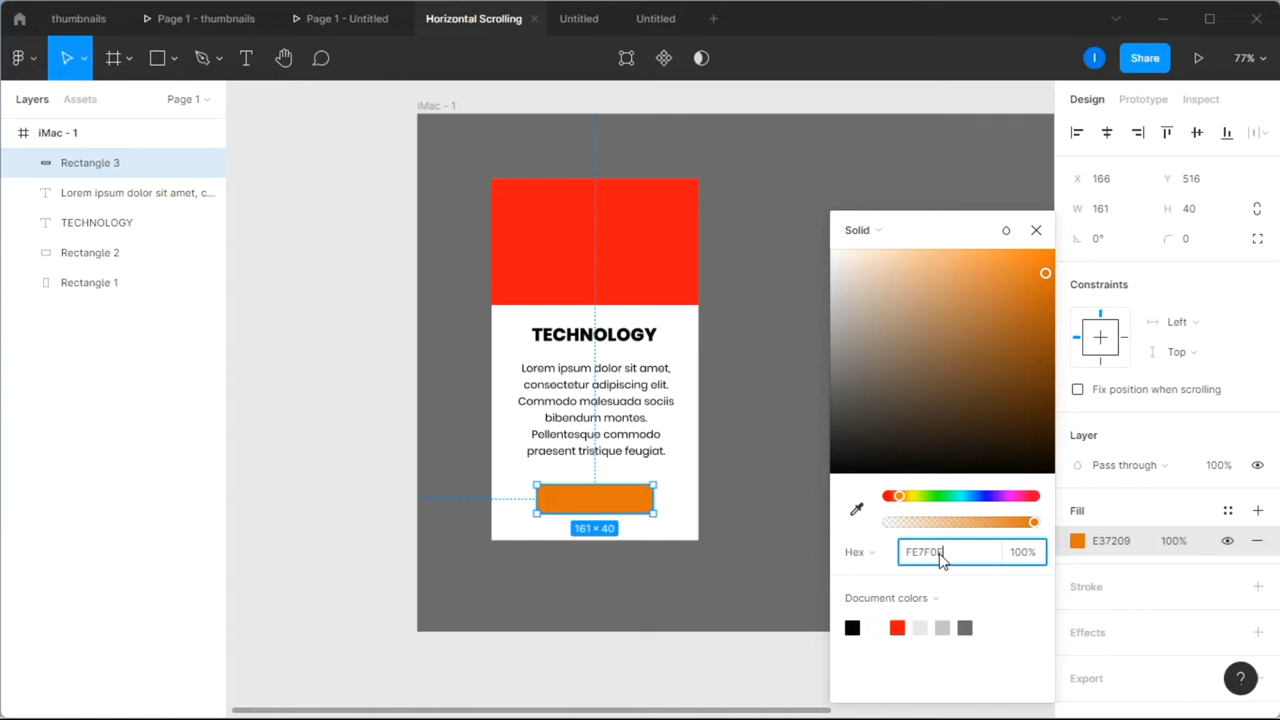 thumbnails
Page 1 - thumbnails
Page 1 - Untitled
Horizontal Scrolling
Untitled
Untitled
T
I
Share
77%
Layers
Assets
Page 1
iMac - 1
Rectangle 3
Lorem ipsum dolor sit amet, c...
TECHNOLOGY
Rectangle 2
Rectangle 1
iMac - 1
TECHNOLOGY
Lorem ipsum dolor sit amet,
consectetur adipiscing elit.
Commodo malesuada sociis
bibendum montes.
Pellentesque commodo
praesent tristique feugiat.
161 × 40
Solid
Hex
FE7F0E
100%
Document colors
Design
Prototype
Inspect
X 166 Y 516
W 161 H 40
0° 0
Constraints
Left
Top
Fix position when scrolling
Layer
Pass through 100%
Fill
E37209 100%
Stroke
Effects
Export
?